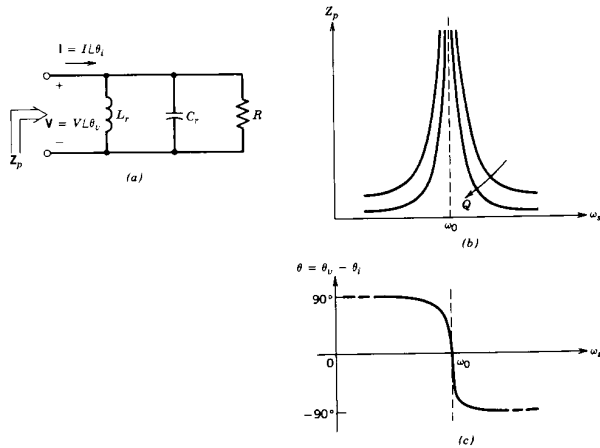 I = I∠θi
+
V = V∠θv
−
Zp
Lr
Cr
R
(a)
Zp
Q
ω0
ωs
(b)
θ = θv − θi
90°
0
ω0
ωs
−90°
(c)